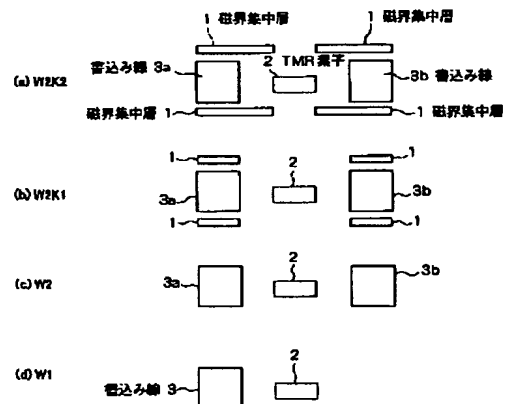 1 磁界集中層 1 磁界集中層
(a) W2K2 書込み線 3a 2 TMR素子 3b 書込み線
磁界集中層 1 1 磁界集中層
(b) W2K1 1 3a 1 2 1 3b 1
(c) W2 3a 2 3b
(d) W1 書込み線 3 2